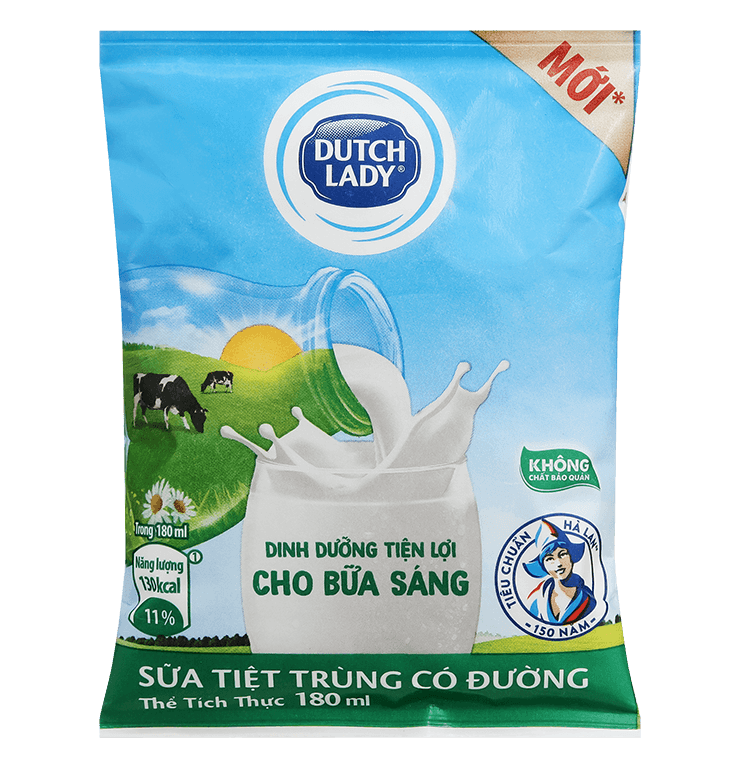 MỚI*
DUTCH
LADY®
KHÔNG
CHẤT BẢO QUẢN
Trong 180 ml
Năng lượng
130kcal
11%
1
DINH DƯỠNG TIỆN LỢI
CHO BỮA SÁNG
TIÊU CHUẨN HÀ LAN
150 NĂM
SỮA TIỆT TRÙNG CÓ ĐƯỜNG
Thể Tích Thực 180 ml